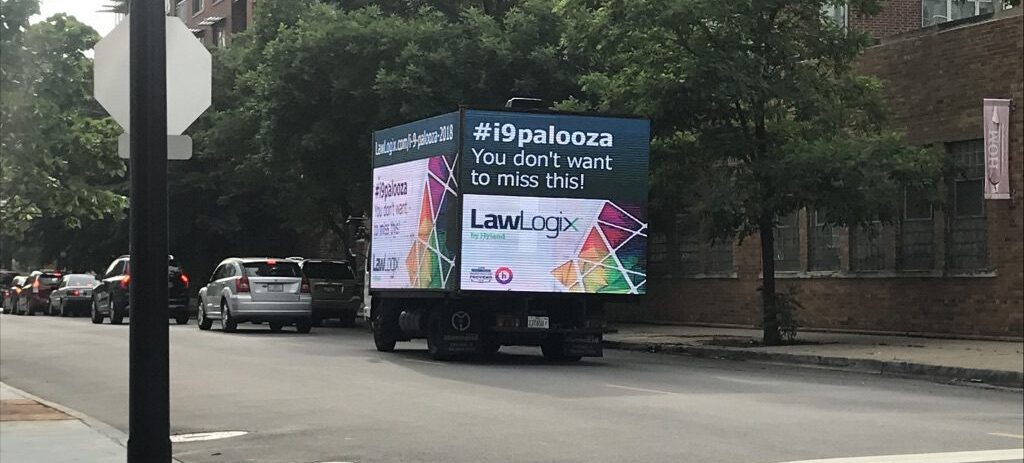 LawLogix.com/i-9-palooza-2018
#i9palooza
You don't want
to miss this!
LawLogix
#i9palooza
You don't want
to miss this!
LawLogix
by Hyland
h
HOME